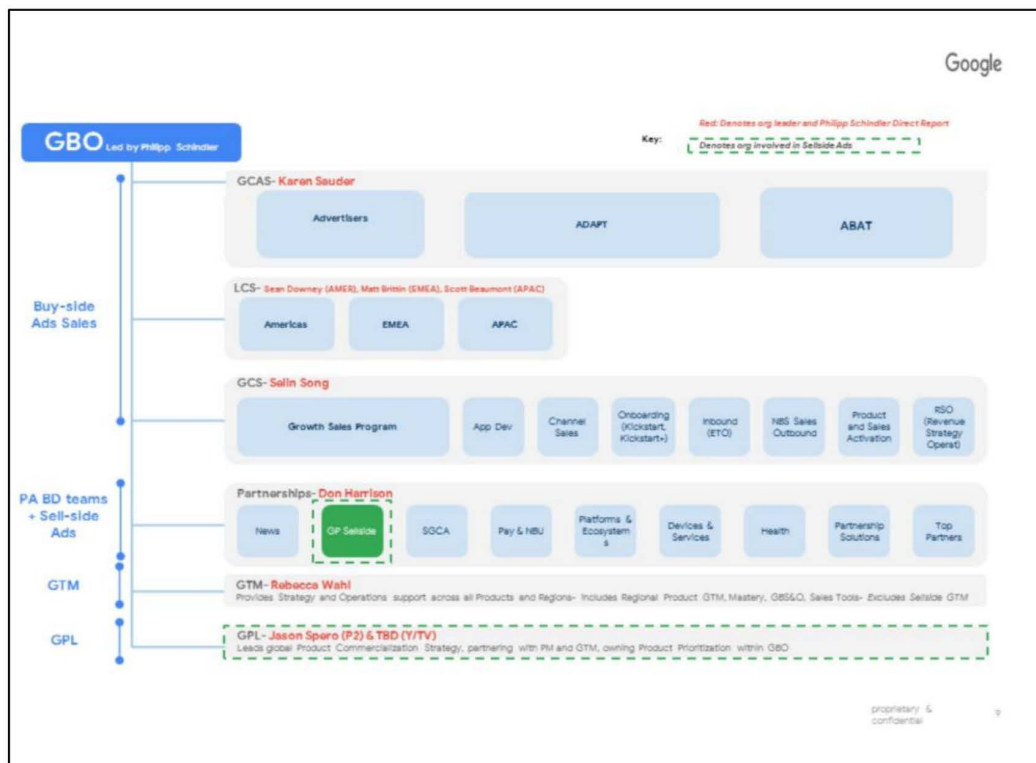 Google
GBO Led by Philipp Schindler
Key:
Red: Denotes org leader and Philipp Schindler Direct Report
Denotes org involved in Sellside Ads
Buy-side
Ads Sales
GCAS- Karen Sauder
Advertisers
ADAPT
ABAT
LCS- Sean Downey (AMER), Matt Brittin (EMEA), Scott Beaumont (APAC)
Americas
EMEA
APAC
GCS- Selin Song
Growth Sales Program
App Dev
Channel
Sales
Onboarding
(Kickstart,
Kickstart+)
Inbound
(ETO)
NBS Sales
Outbound
Product
and Sales
Activation
RSO
(Revenue
Strategy
Operat)
PA BD teams
+ Sell-side
Ads
Partnerships- Don Harrison
News
GP Sellside
SGCA
Pay & NBU
Platforms &
Ecosystem
s
Devices &
Services
Health
Partnership
Solutions
Top
Partners
GTM
GTM- Rebecca Wahl
Provides Strategy and Operations support across all Products and Regions- Includes Regional Product GTM, Mastery, GBS&O, Sales Tools- Excludes Sellside GTM
GPL
GPL- Jason Spero (P2) & TBD (Y/TV)
Leads global Product Commercialization Strategy, partnering with PM and GTM, owning Product Prioritization within GBO
proprietary &
confidential
9